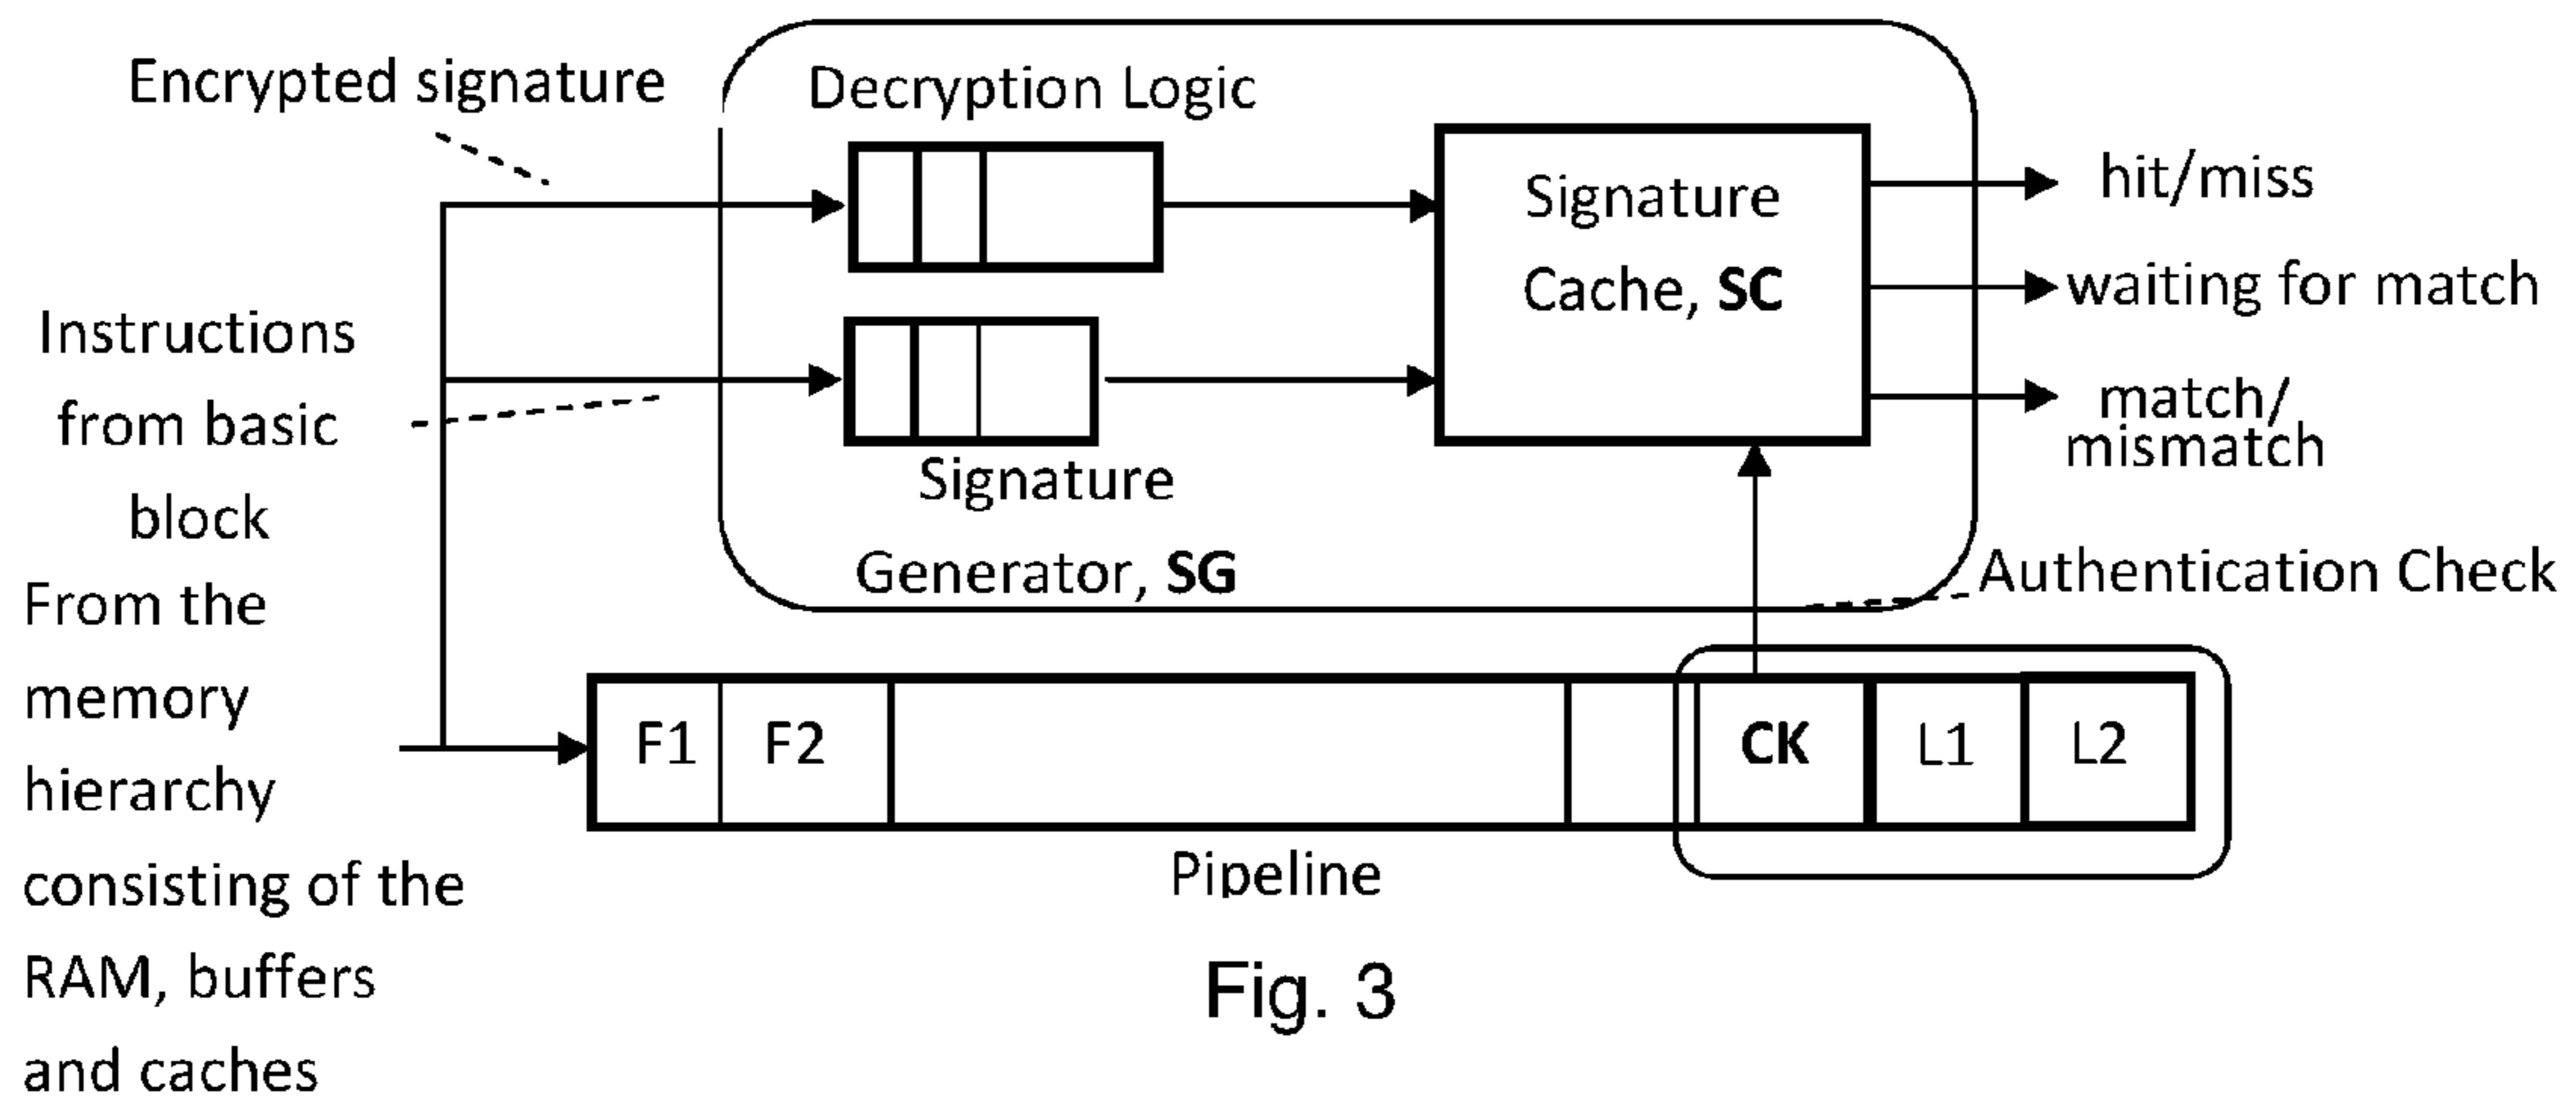 Encrypted signature
Decryption Logic
Signature
Cache, SC
hit/miss
waiting for match
match/
mismatch
Instructions
from basic
block
Signature
Generator, SG
Authentication Check
From the
memory
hierarchy
consisting of the
RAM, buffers
and caches
F1 F2 CK L1 L2
Pipeline
Fig. 3